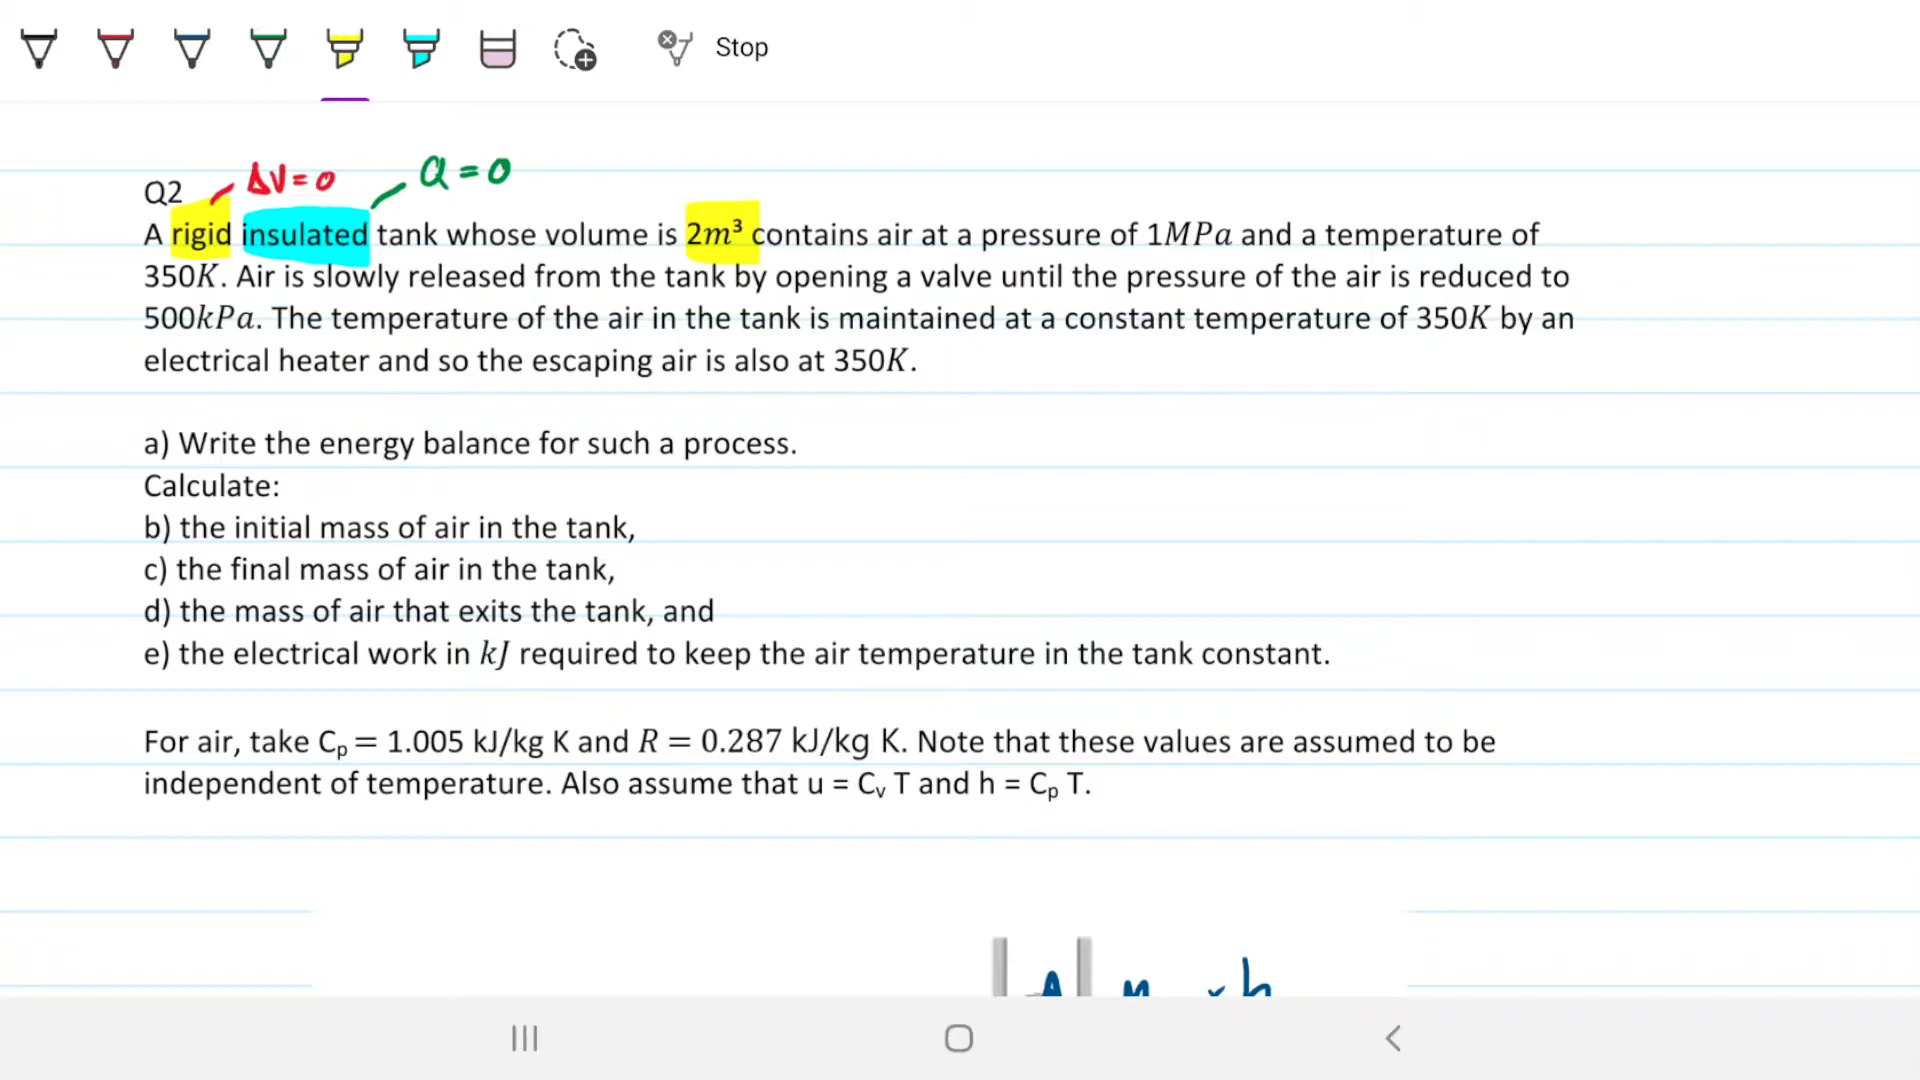 Stop
ΔV=0
Q=0
Q2
A rigid insulated tank whose volume is 2m³ contains air at a pressure of 1MPa and a temperature of
350K. Air is slowly released from the tank by opening a valve until the pressure of the air is reduced to
500kPa. The temperature of the air in the tank is maintained at a constant temperature of 350K by an
electrical heater and so the escaping air is also at 350K.
a) Write the energy balance for such a process.
Calculate:
b) the initial mass of air in the tank,
c) the final mass of air in the tank,
d) the mass of air that exits the tank, and
e) the electrical work in kJ required to keep the air temperature in the tank constant.
For air, take Cₚ = 1.005 kJ/kg K and R = 0.287 kJ/kg K. Note that these values are assumed to be
independent of temperature. Also assume that u = Cᵥ T and h = Cₚ T.